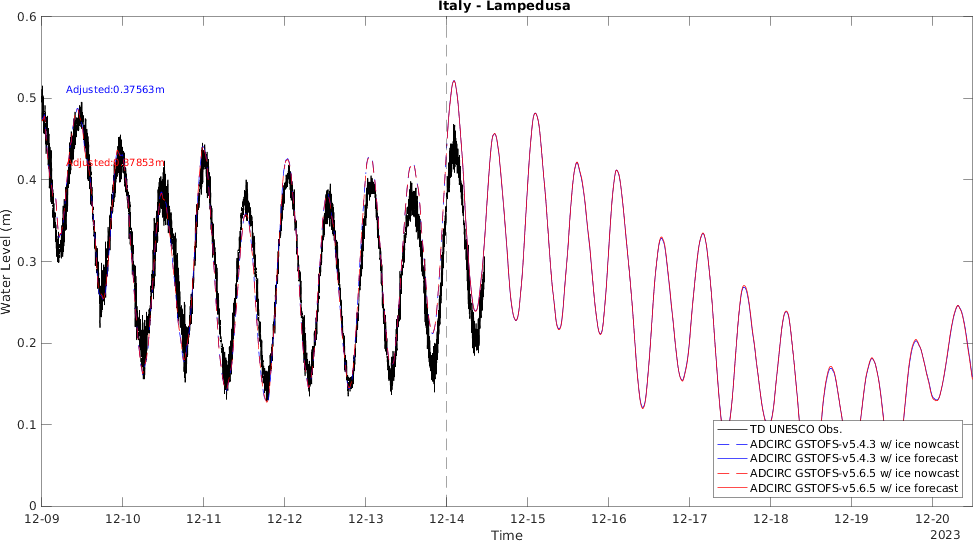 Italy - Lampedusa
0.6
0.5
0.4
0.3
0.2
0.1
0
Water Level (m)
Adjusted:0.37563m
Adjusted:0.37853m
12-09 12-10 12-11 12-12 12-13 12-14 12-15 12-16 12-17 12-18 12-19 12-20
2023
Time
TD UNESCO Obs.
ADCIRC GSTOFS-v5.4.3 w/ ice nowcast
ADCIRC GSTOFS-v5.4.3 w/ ice forecast
ADCIRC GSTOFS-v5.6.5 w/ ice nowcast
ADCIRC GSTOFS-v5.6.5 w/ ice forecast